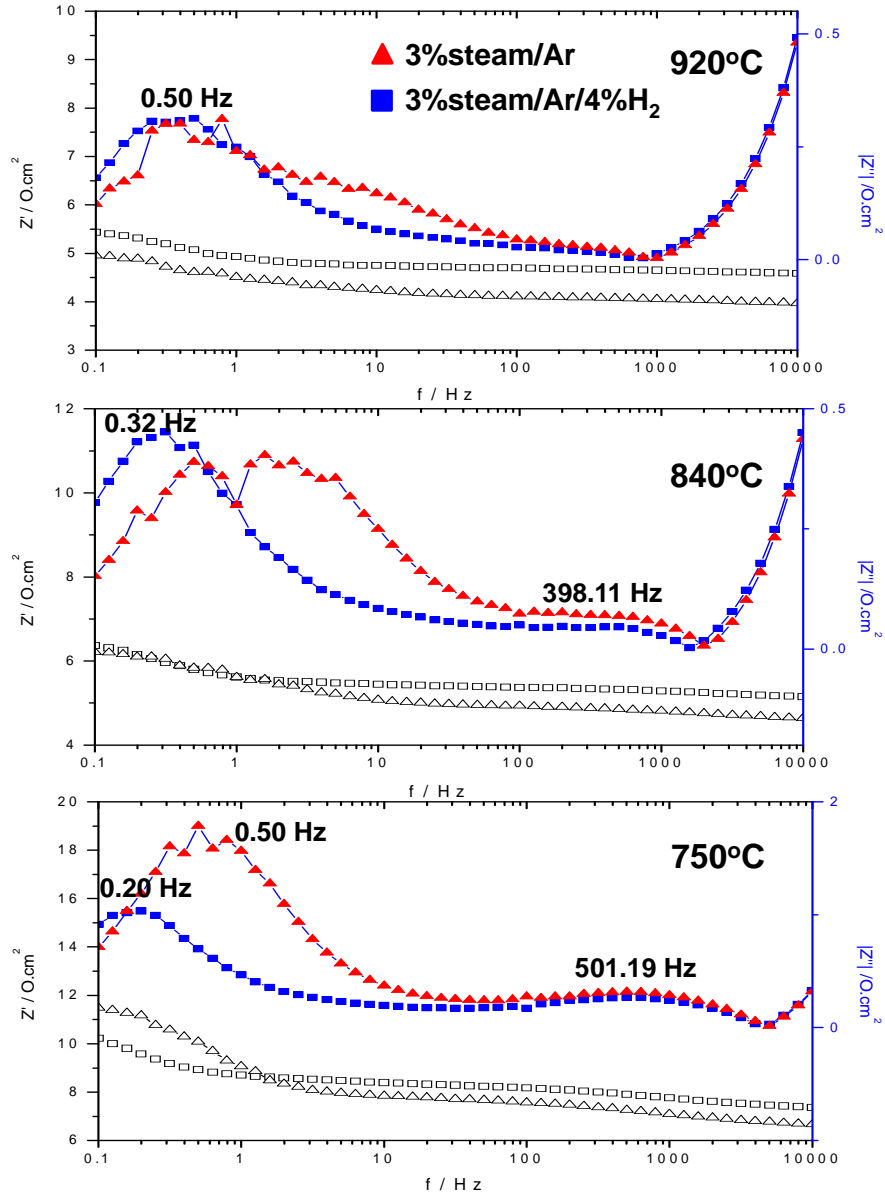 10
9
8
7
6
5
4
3
Z' / O.cm²
0.5
0.0
|Z"| /O.cm²
3%steam/Ar
3%steam/Ar/4%H₂
920°C
0.50 Hz
0.1 1 10 100 1000 10000
f / Hz
12
10
8
6
4
Z' / O.cm²
0.5
0.0
|Z"|/O.cm²
0.32 Hz
840°C
398.11 Hz
0.1 1 10 100 1000 10000
f / Hz
20
18
16
14
12
10
8
6
Z' / O.cm²
2
1
0
|Z"| /O.cm²
0.50 Hz
750°C
0.20 Hz
501.19 Hz
0.1 1 10 100 1000 10000
f / Hz